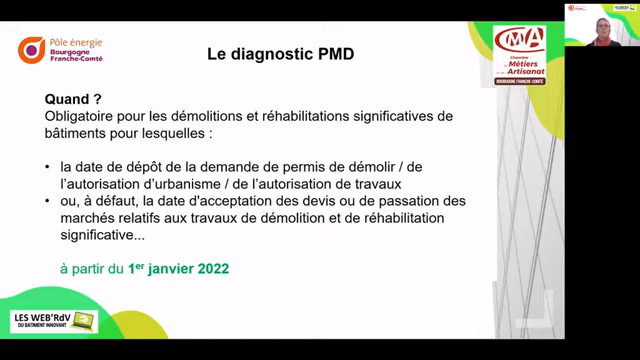 Pôle énergie
Bourgogne
Franche-Comté
Le diagnostic PMD
CMA
Chambre
de Métiers
et de l'Artisanat
BOURGOGNE FRANCHE-COMTÉ
Quand ?
Obligatoire pour les démolitions et réhabilitations significatives de
bâtiments pour lesquelles :
• la date de dépôt de la demande de permis de démolir / de
l'autorisation d'urbanisme / de l'autorisation de travaux
• ou, à défaut, la date d'acceptation des devis ou de passation des
marchés relatifs aux travaux de démolition et de réhabilitation
significative...
à partir du 1er janvier 2022
LES WEB'RdV
DU BATIMENT INNOVANT